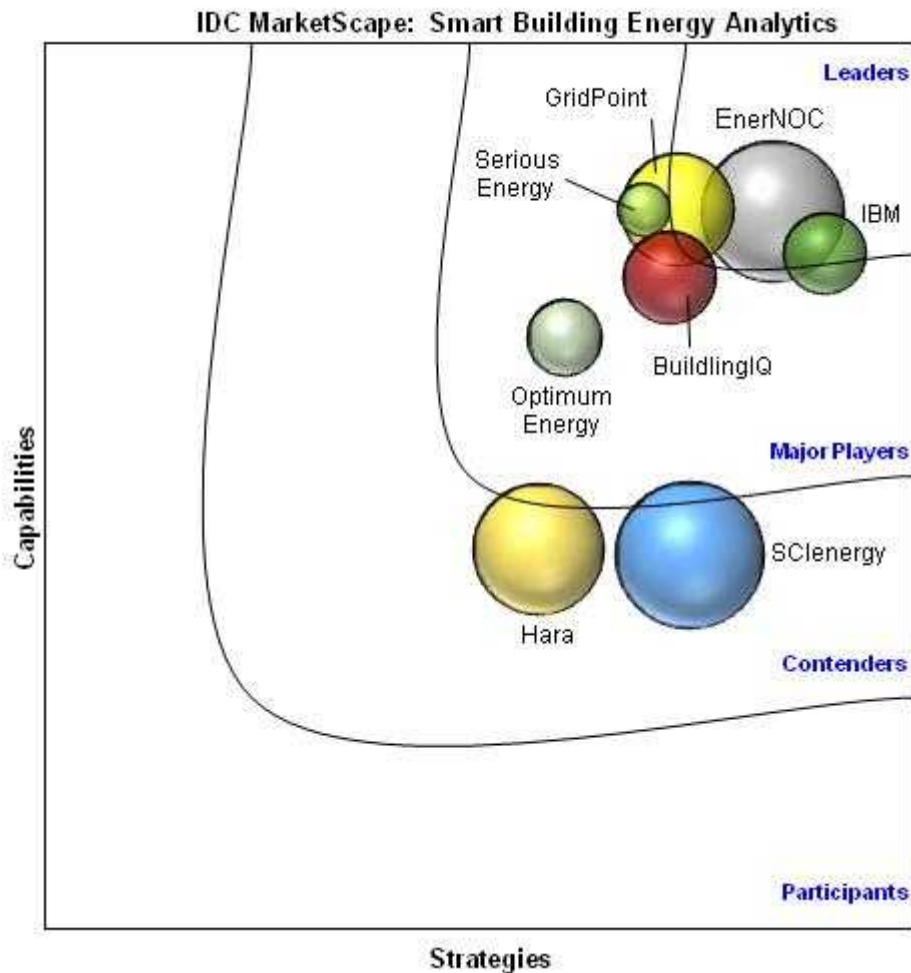 IDC MarketScape: Smart Building Energy Analytics
Leaders
GridPoint
EnerNOC
Serious
Energy
IBM
BuildlingIQ
Optimum
Energy
Major Players
Capabilities
SCIenergy
Hara
Contenders
Participants
Strategies